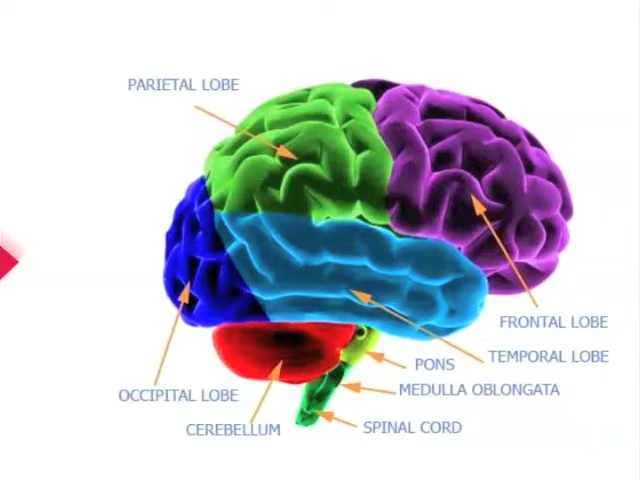 PARIETAL LOBE
FRONTAL LOBE
TEMPORAL LOBE
PONS
MEDULLA OBLONGATA
OCCIPITAL LOBE
SPINAL CORD
CEREBELLUM